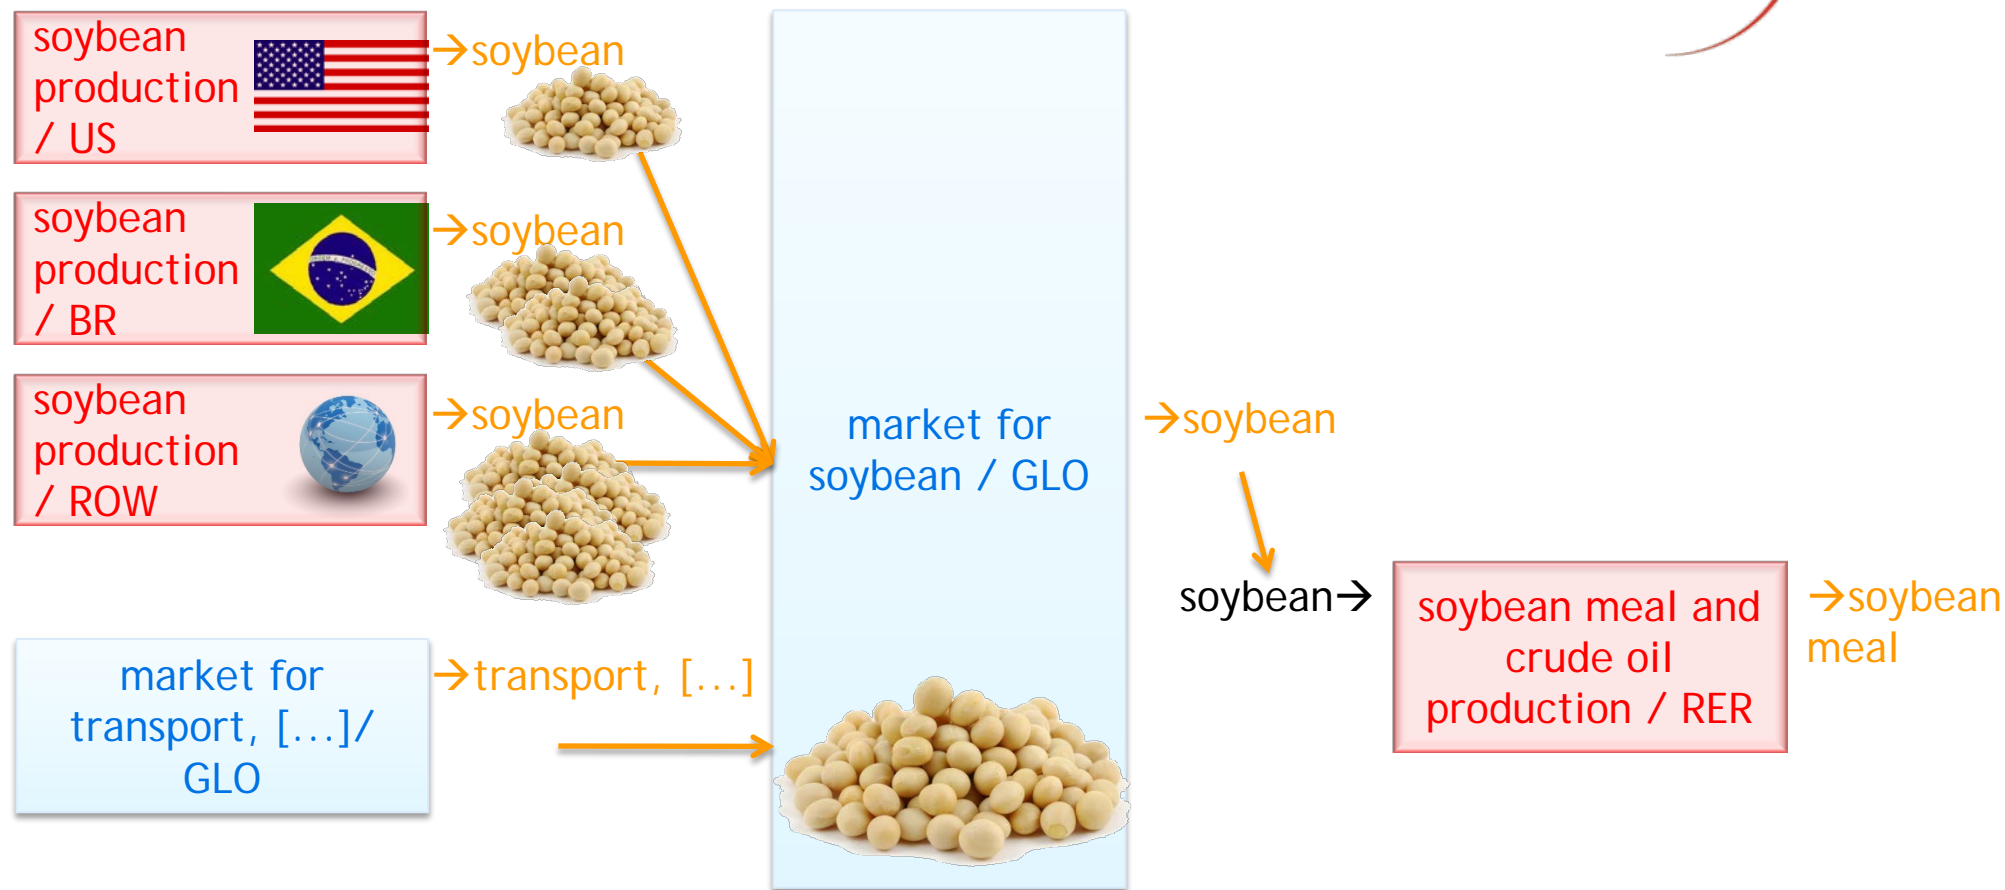 soybean
production
/ US
→soybean
soybean
production
/ BR
→soybean
soybean
production
/ ROW
→soybean
market for
transport, [...]/
GLO
→transport, [...]
market for
soybean / GLO
→soybean
soybean→
soybean meal and
crude oil
production / RER
→soybean
meal